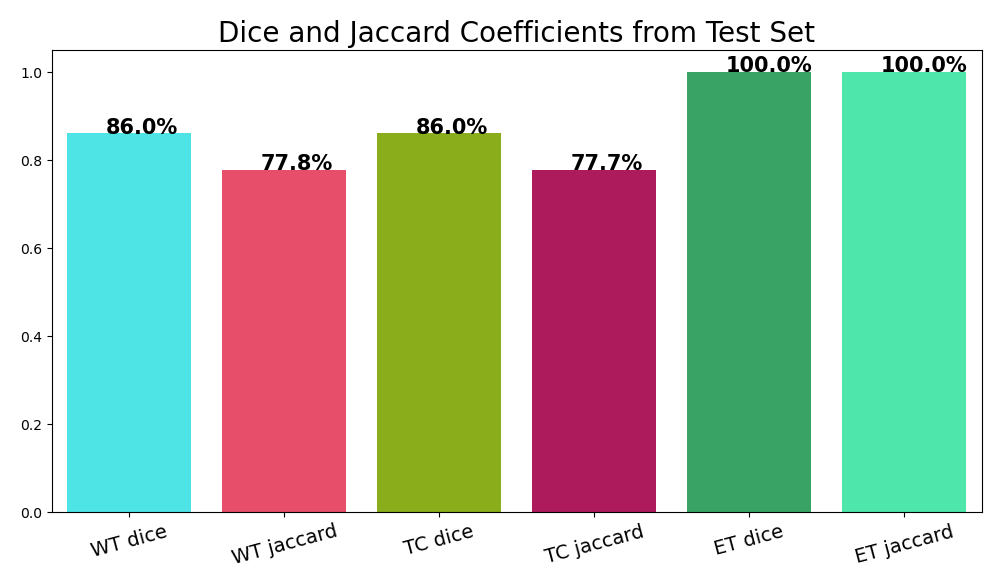 Dice and Jaccard Coefficients from Test Set
1.0
0.8
0.6
0.4
0.2
0.0
86.0%
77.8%
86.0%
77.7%
100.0%
100.0%
WT dice
WT jaccard
TC dice
TC jaccard
ET dice
ET jaccard